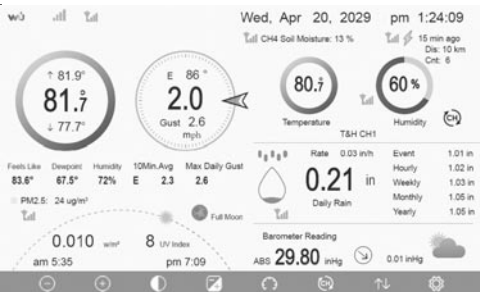 Wed, Apr 20, 2029 pm 1:24:09
CH4 Soil Moisture: 13 %
15 min ago
Dis: 10 km
Cnt: 6
↑ 81.9°
81.7
↓ 77.7°
E 86 °
2.0
Gust 2.6
mph
80.7
Temperature
60 %
Humidity
CH
T&H CH1
Feels Like Dewpoint Humidity 10Min.Avg Max Daily Gust
83.6° 67.5° 72% E 2.3 2.6
PM2.5: 24 ug/m³
Full Moon
0.010 w/m² 8 UV Index
am 5:35 pm 7:09
Rate 0.03 in/h
0.21 in
Daily Rain
Event 1.01 in
Hourly 1.02 in
Weekly 1.03 in
Monthly 1.05 in
Yearly 1.05 in
Barometer Reading
ABS 29.80 inHg 0.01 inHg